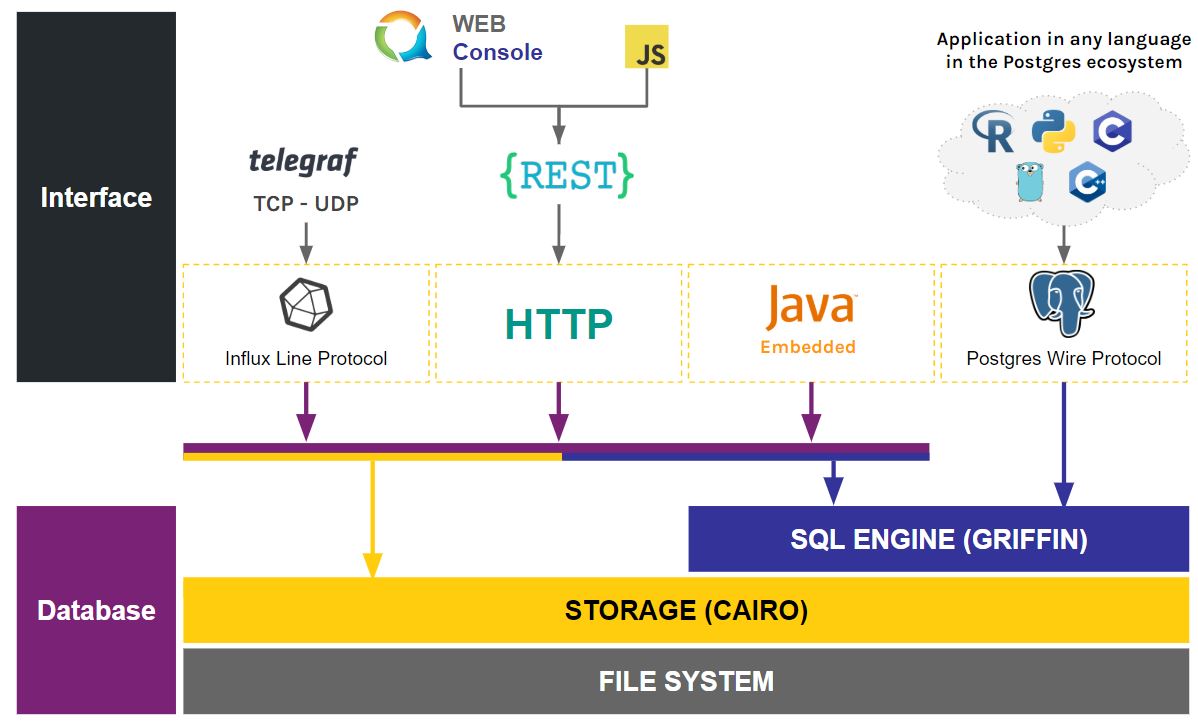 WEB
Console
JS
Application in any language
in the Postgres ecosystem
R
C
C++
telegraf
TCP - UDP
{REST}
Interface
Influx Line Protocol
HTTP
Java™
Embedded
Postgres Wire Protocol
SQL ENGINE (GRIFFIN)
Database
STORAGE (CAIRO)
FILE SYSTEM